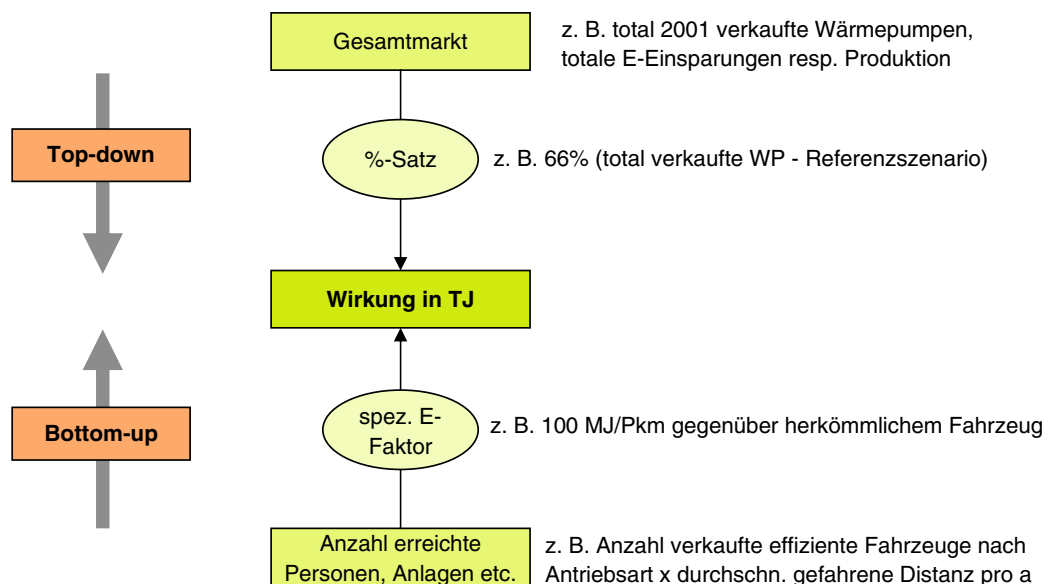 Gesamtmarkt
z. B. total 2001 verkaufte Wärmepumpen,
totale E-Einsparungen resp. Produktion
Top-down
%-Satz
z. B. 66% (total verkaufte WP - Referenzszenario)
Wirkung in TJ
Bottom-up
spez. E-
Faktor
z. B. 100 MJ/Pkm gegenüber herkömmlichem Fahrzeug
Anzahl erreichte
Personen, Anlagen etc.
z. B. Anzahl verkaufte effiziente Fahrzeuge nach
Antriebsart x durchschn. gefahrene Distanz pro a